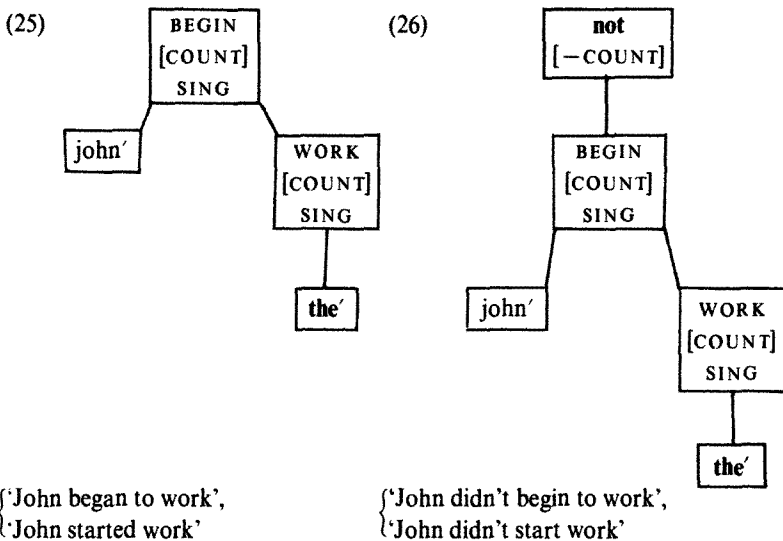 (25)
BEGIN
[COUNT]
SING
john′
WORK
[COUNT]
SING
the′
{‘John began to work’,
‘John started work’
(26)
not
[−COUNT]
BEGIN
[COUNT]
SING
john′
WORK
[COUNT]
SING
the′
{‘John didn't begin to work’,
‘John didn't start work’